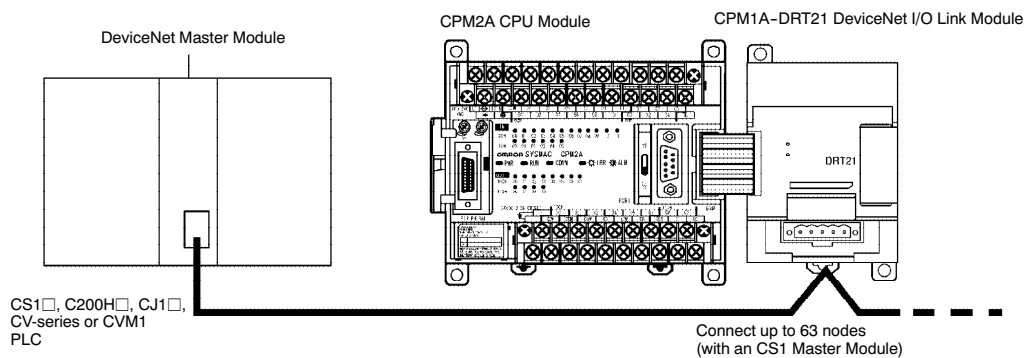 CPM2A CPU Module
CPM1A-DRT21 DeviceNet I/O Link Module
DeviceNet Master Module
OMRON SYSMAC CPM2A
PWR RUN COMM ERR ALM
DRT21
CS1□, C200H□, CJ1□,
CV-series or CVM1
PLC
Connect up to 63 nodes
(with an CS1 Master Module)